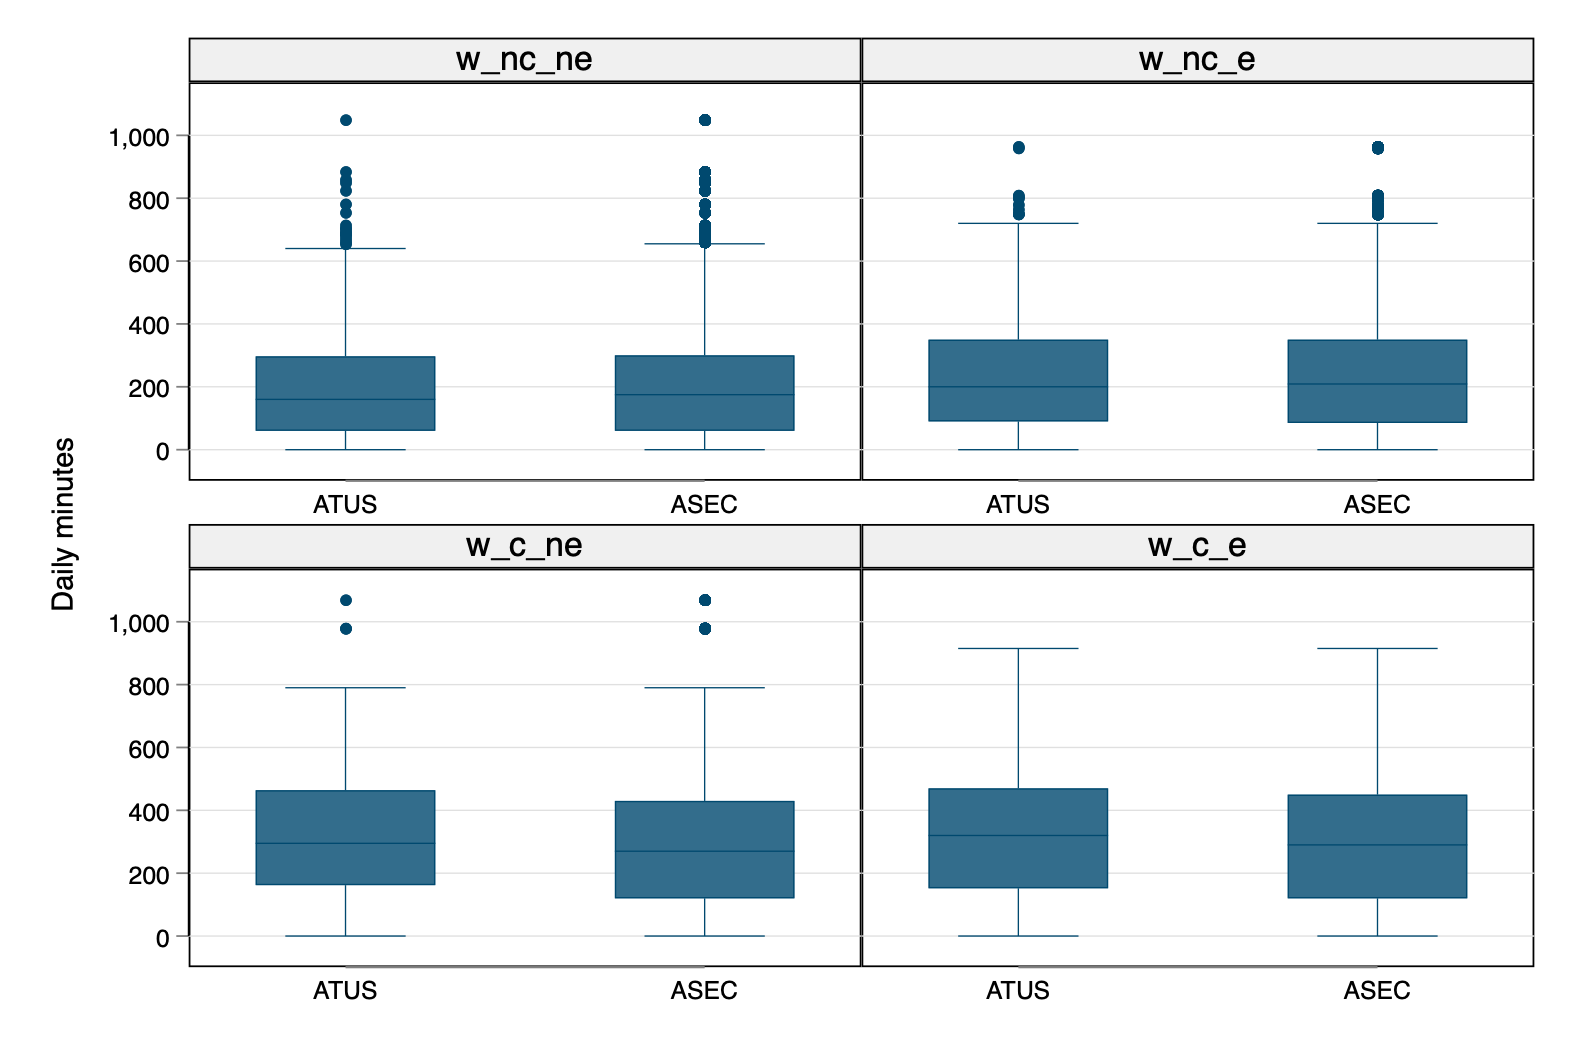 w_nc_ne
w_nc_e
1,000
800
600
400
200
0
ATUS
ASEC
ATUS
ASEC
Daily minutes
w_c_ne
w_c_e
1,000
800
600
400
200
0
ATUS
ASEC
ATUS
ASEC